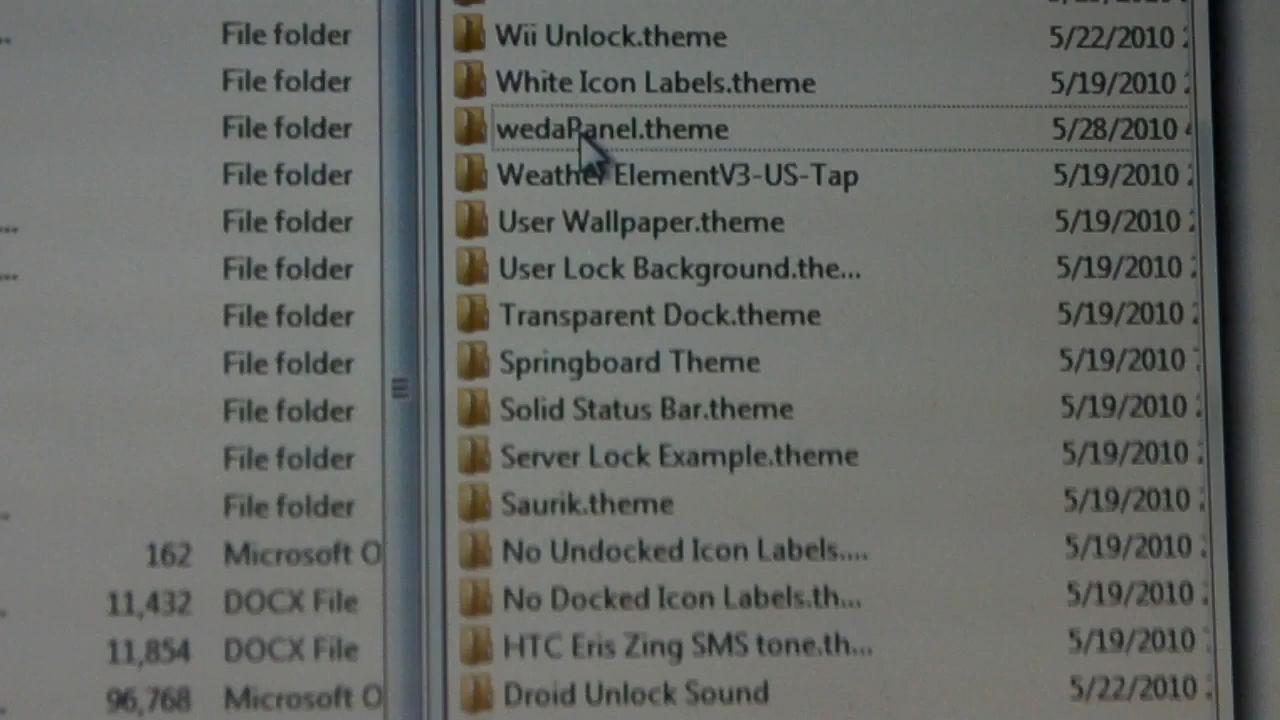 File folder Wii Unlock.theme 5/22/2010
File folder White Icon Labels.theme 5/19/2010
File folder wedaPanel.theme 5/28/2010
File folder Weather ElementV3-US-Tap 5/19/2010
... File folder User Wallpaper.theme 5/19/2010
... File folder User Lock Background.the... 5/19/2010
File folder Transparent Dock.theme 5/19/2010
File folder Springboard Theme 5/19/2010
File folder Solid Status Bar.theme 5/19/2010
File folder Server Lock Example.theme 5/19/2010
File folder Saurik.theme 5/19/2010
162 Microsoft O No Undocked Icon Labels.... 5/19/2010
11,432 DOCX File No Docked Icon Labels.th... 5/19/2010
11,854 DOCX File HTC Eris Zing SMS tone.th... 5/19/2010
96,768 Microsoft O Droid Unlock Sound 5/22/2010